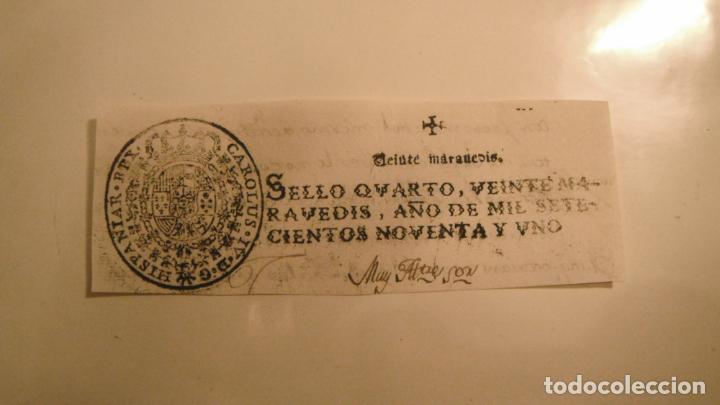 CAROLUS · IV · D · G · HISPANIAR · REX ·
Veinte maravedis.
SELLO QVARTO, VEINTE MA-
RAVEDIS, AÑO DE MIL SETE-
CIENTOS NOVENTA Y VNO
Muy
todocoleccion